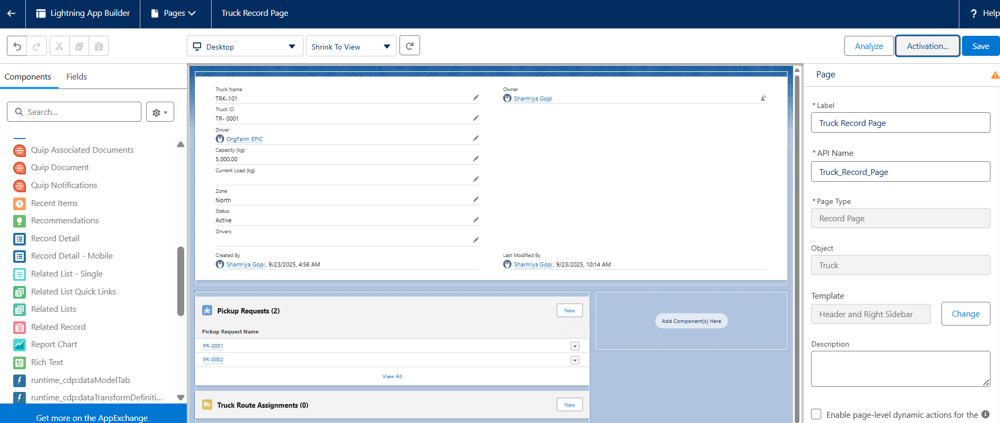 Lightning App Builder
Pages
Truck Record Page
? Help
Desktop
Shrink To View
Analyze
Activation...
Save
Components
Fields
Search...
Quip Associated Documents
Quip Document
Quip Notifications
Recent Items
Recommendations
Record Detail
Record Detail - Mobile
Related List - Single
Related List Quick Links
Related Lists
Related Record
Report Chart
Rich Text
runtime_cdp:dataModelTab
runtime_cdp:dataTransformDefiniti...
Get more on the AppExchange
Truck Name
TRK-101
Owner
Sharmiya Gopi
Truck ID
TR- 0001
Driver
OrgFarm EPIC
Capacity (kg)
5,000.00
Current Load (kg)
Zone
North
Status
Active
Drivers
Created By
Sharmiya Gopi, 9/23/2025, 4:56 AM
Last Modified By
Sharmiya Gopi, 9/23/2025, 10:14 AM
Pickup Requests (2)
New
Pickup Request Name
PR-0001
PR-0002
View All
Truck Route Assignments (0)
New
Add Component(s) Here
Page
*Label
Truck Record Page
*API Name
Truck_Record_Page
*Page Type
Record Page
Object
Truck
Template
Header and Right Sidebar
Change
Description
Enable page-level dynamic actions for the